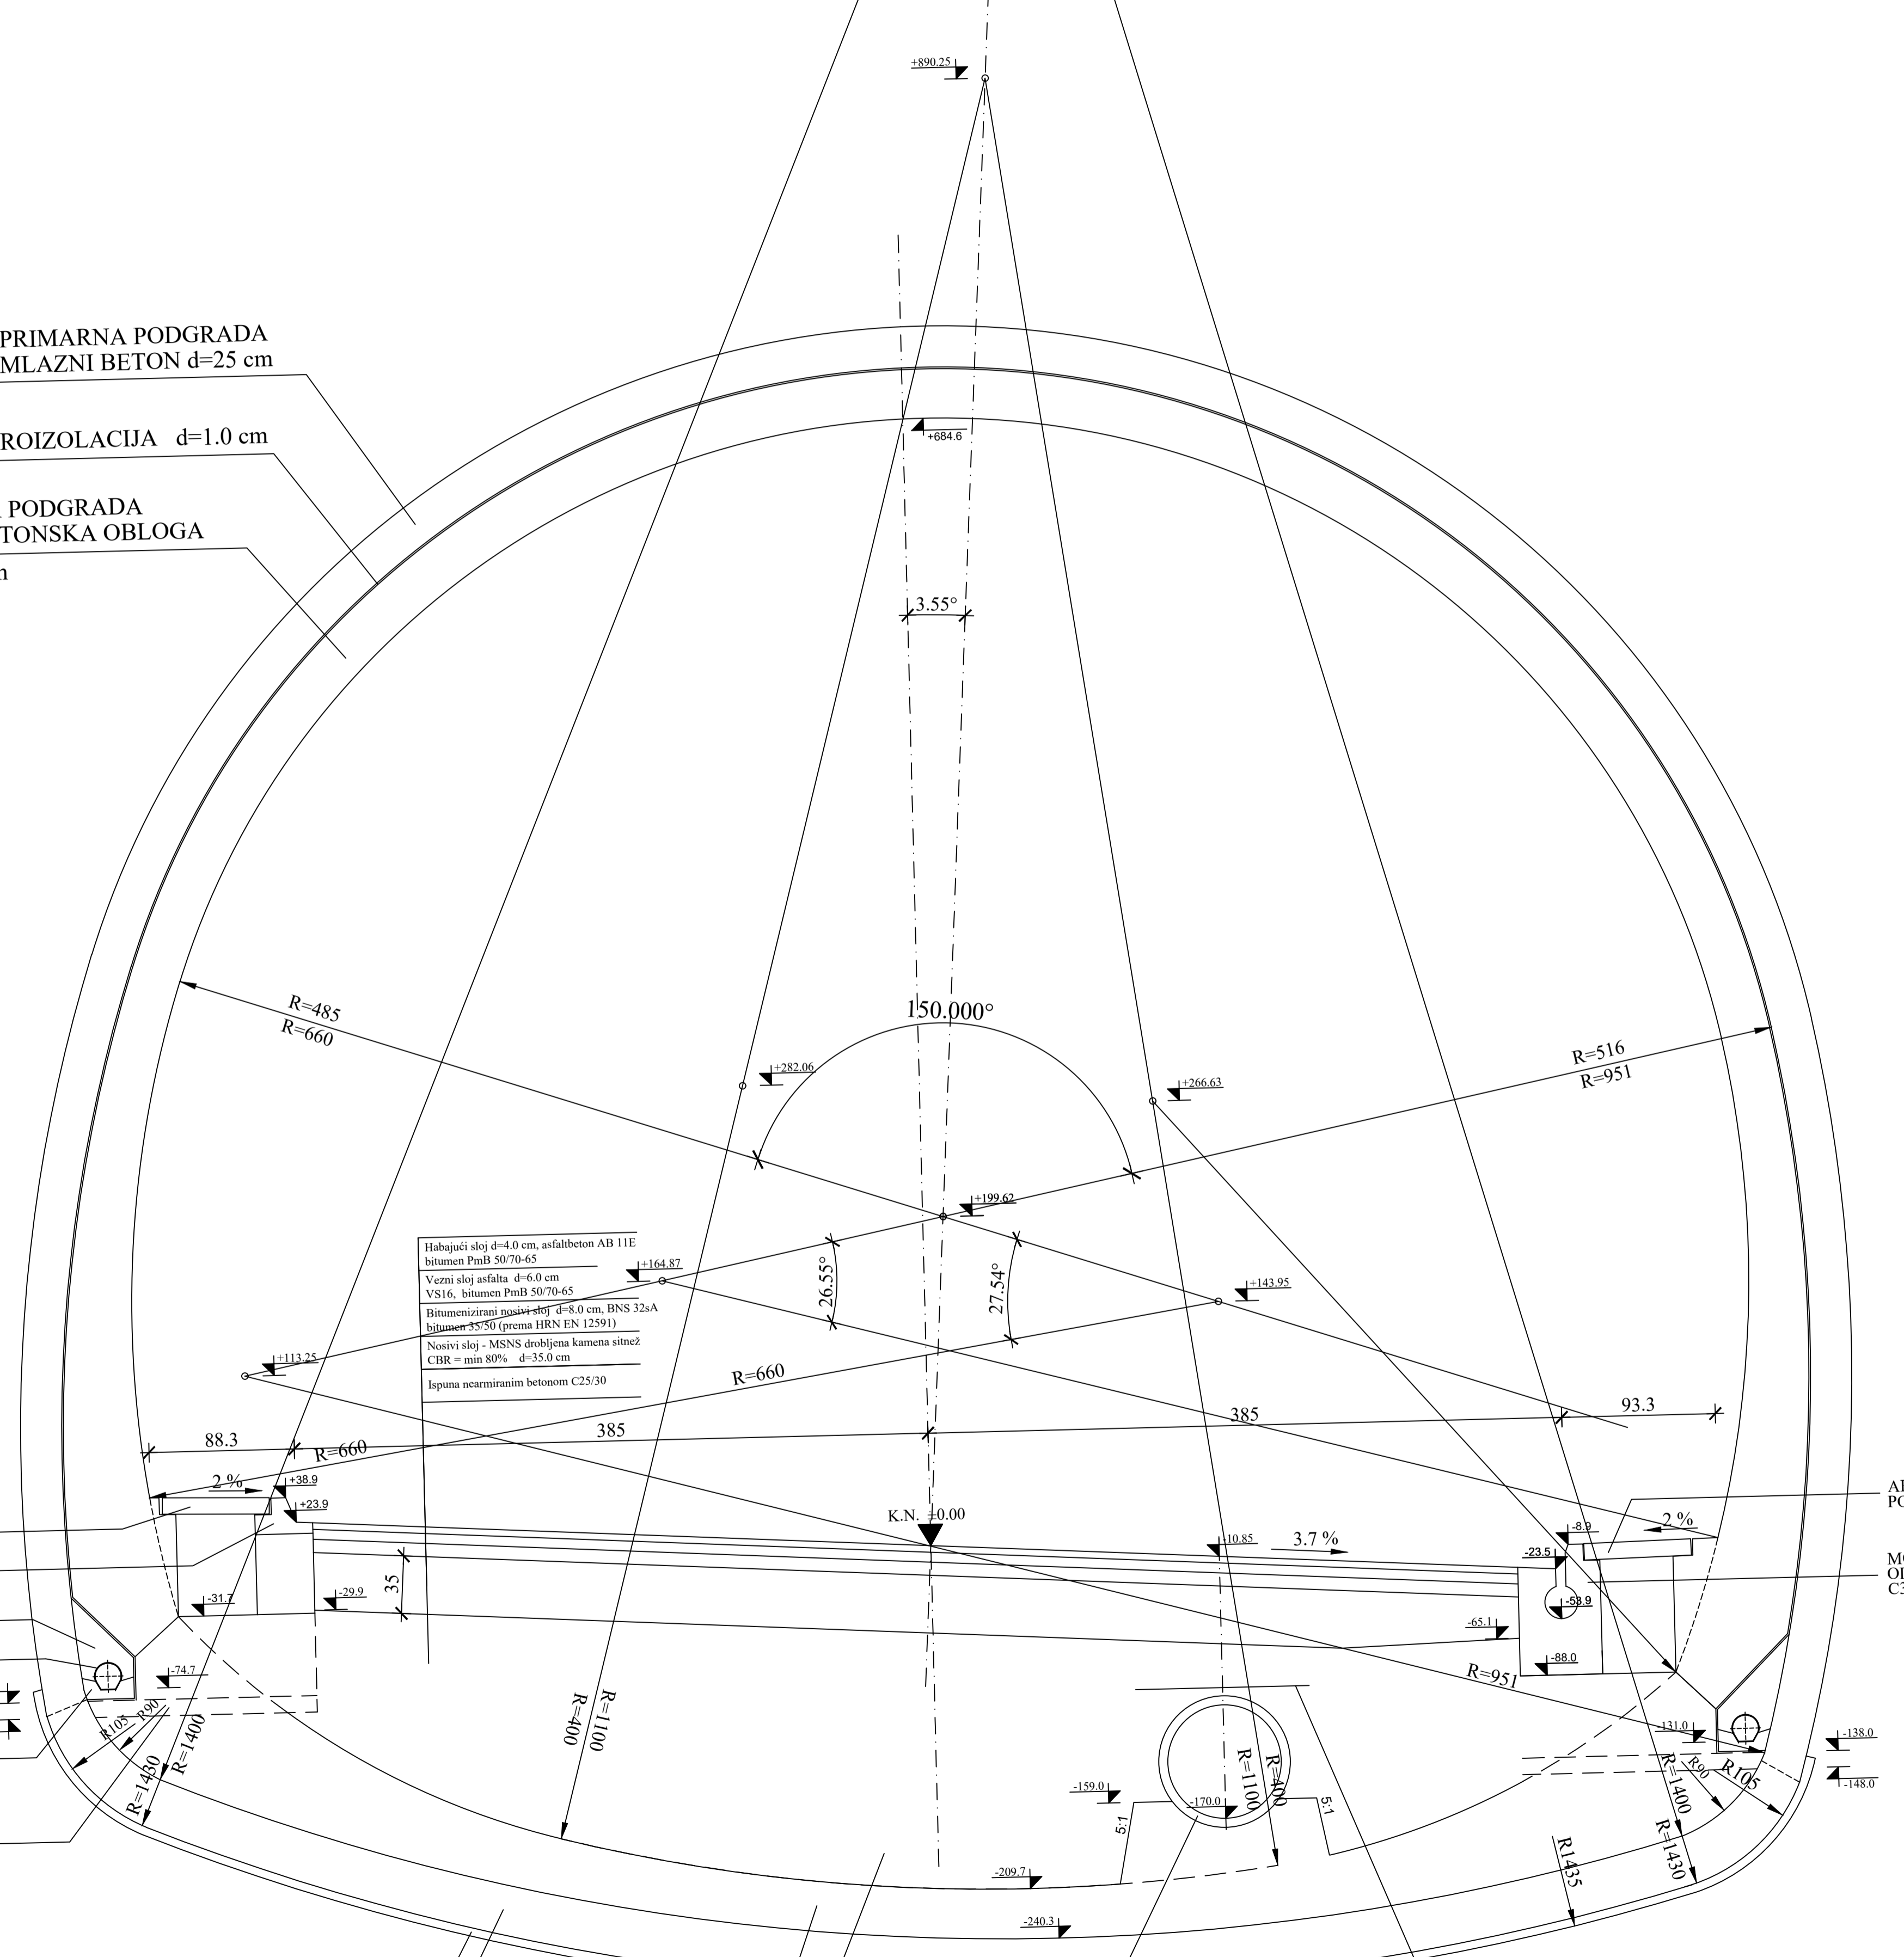 +890.25
PRIMARNA PODGRADA
MLAZNI BETON d=25 cm
ROIZOLACIJA d=1.0 cm
+684.6
PODGRADA
TONSKA OBLOGA
3.55°
R=485
R=660
150.000°
R=516
R=951
+282.06
+266.63
+199.62
Habajući sloj d=4.0 cm, asfaltbeton AB 11E
bitumen PmB 50/70-65
Vezni sloj asfalta d=6.0 cm
VS16, bitumen PmB 50/70-65
Bitumenizirani nosivi sloj d=8.0 cm, BNS 32sA
bitumen 35/50 (prema HRN EN 12591)
Nosivi sloj - MSNS drobljena kamena sitnež
CBR = min 80% d=35.0 cm
Ispuna nearmiranim betonom C25/30
+164.87
26.55°
27.54°
+143.95
+113.25
R=660
88.3
385
385
93.3
R=660
2 %
+38.9
+23.9
K.N. ±0.00
-10.85
3.7 %
-8.9
2 %
-23.5
35
-31.7
-29.9
-53.9
-65.1
-88.0
-74.7
R=951
R105
R90
R=1400
R=1430
R=400
R=1100
R=1100
R=400
-131.0
-138.0
-148.0
R90
R105
R=1400
R=1430
-159.0
-170.0
5:1
5:1
R1435
-209.7
-240.3